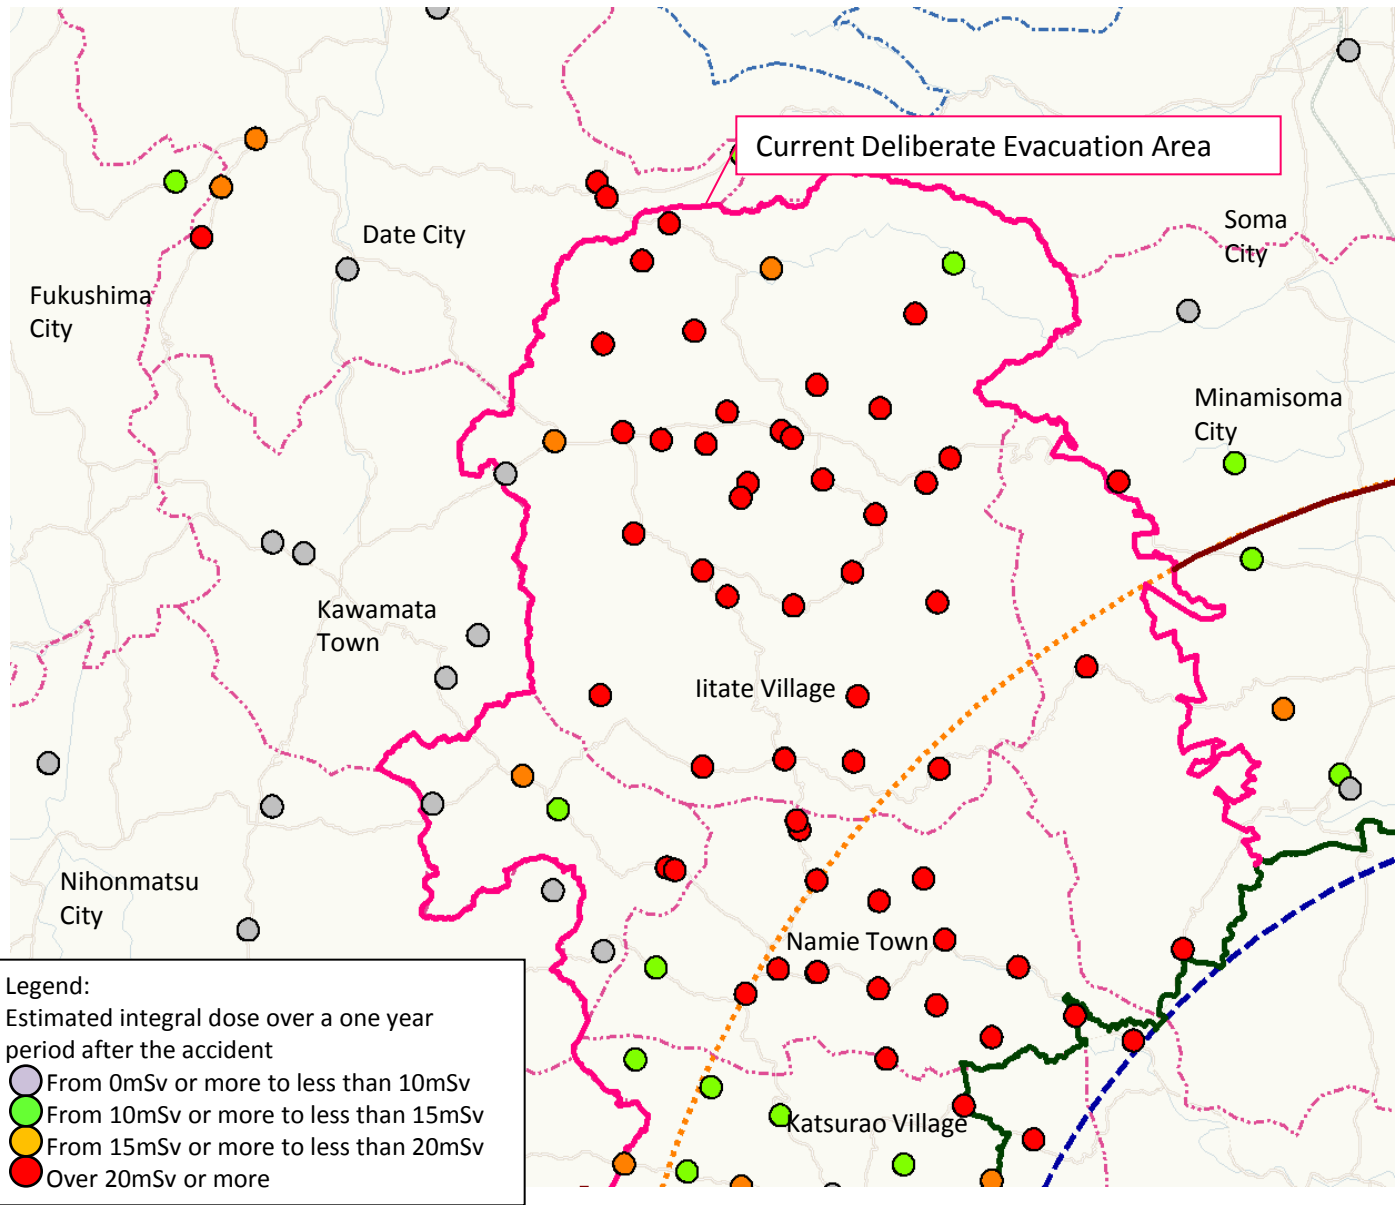 Current Deliberate Evacuation Area
Soma
City
Date City
Fukushima
City
Minamisoma
City
Kawamata
Town
Iitate Village
Nihonmatsu
City
Namie Town
Katsurao Village
Legend:
Estimated integral dose over a one year
period after the accident
From 0mSv or more to less than 10mSv
From 10mSv or more to less than 15mSv
From 15mSv or more to less than 20mSv
Over 20mSv or more